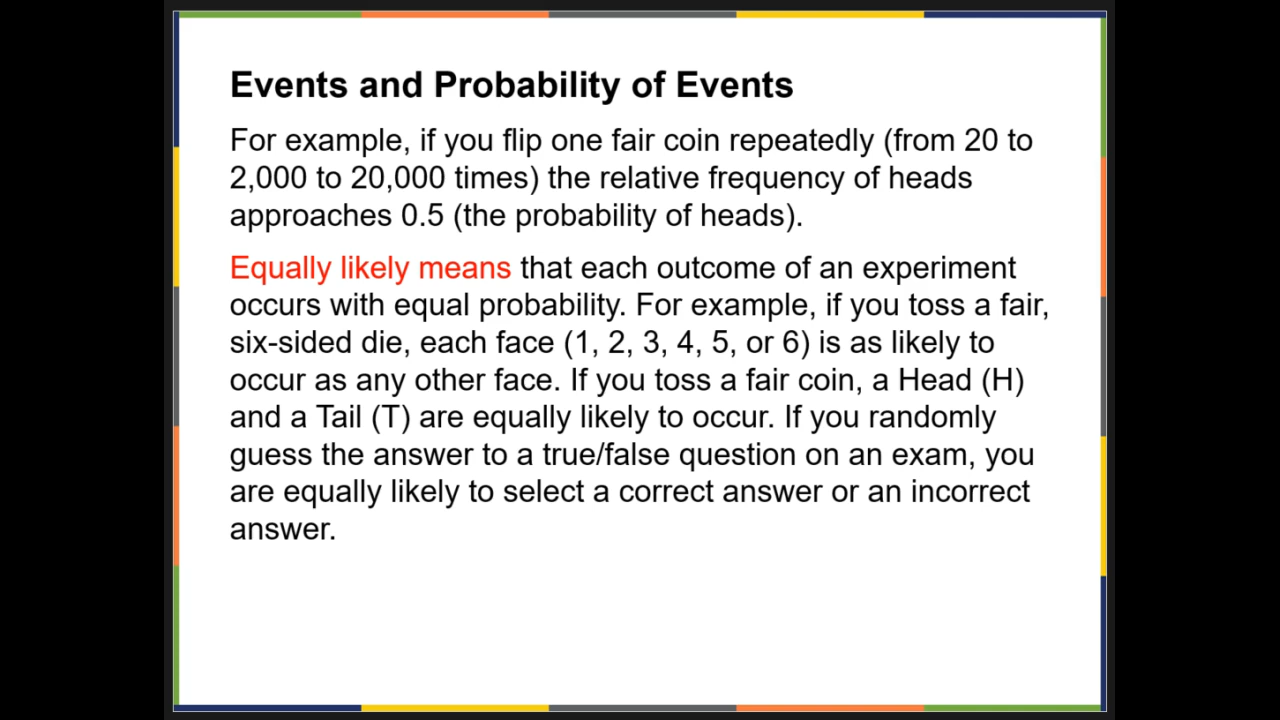 Events and Probability of Events
For example, if you flip one fair coin repeatedly (from 20 to
2,000 to 20,000 times) the relative frequency of heads
approaches 0.5 (the probability of heads).
Equally likely means that each outcome of an experiment
occurs with equal probability. For example, if you toss a fair,
six-sided die, each face (1, 2, 3, 4, 5, or 6) is as likely to
occur as any other face. If you toss a fair coin, a Head (H)
and a Tail (T) are equally likely to occur. If you randomly
guess the answer to a true/false question on an exam, you
are equally likely to select a correct answer or an incorrect
answer.